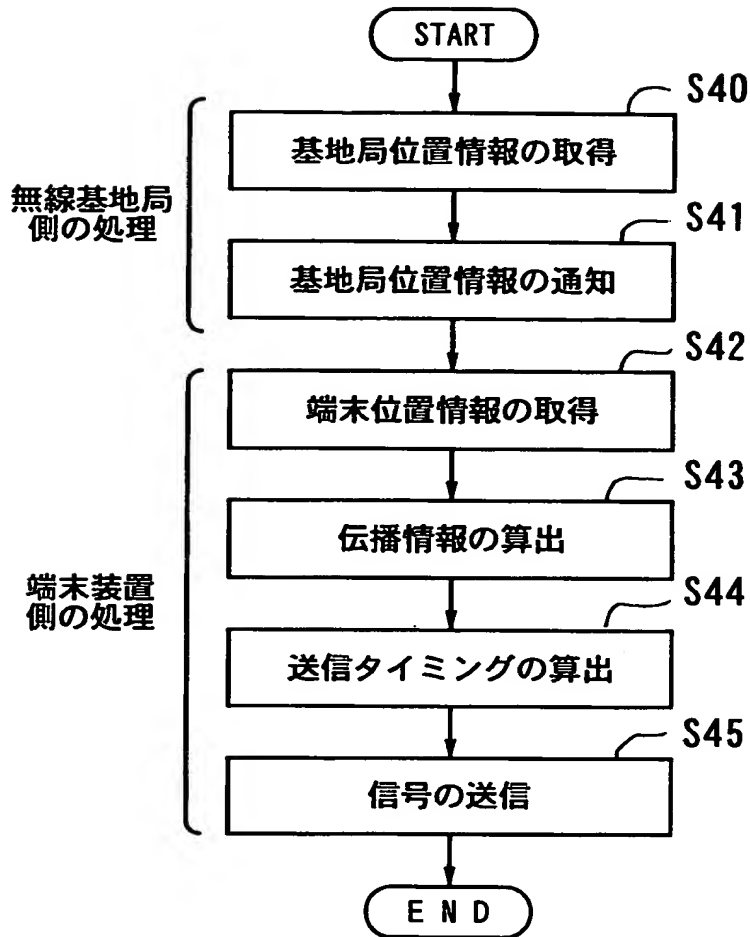 START
S40
基地局位置情報の取得
無線基地局
側の処理
S41
基地局位置情報の通知
S42
端末位置情報の取得
S43
伝播情報の算出
端末装置
側の処理
S44
送信タイミングの算出
S45
信号の送信
END